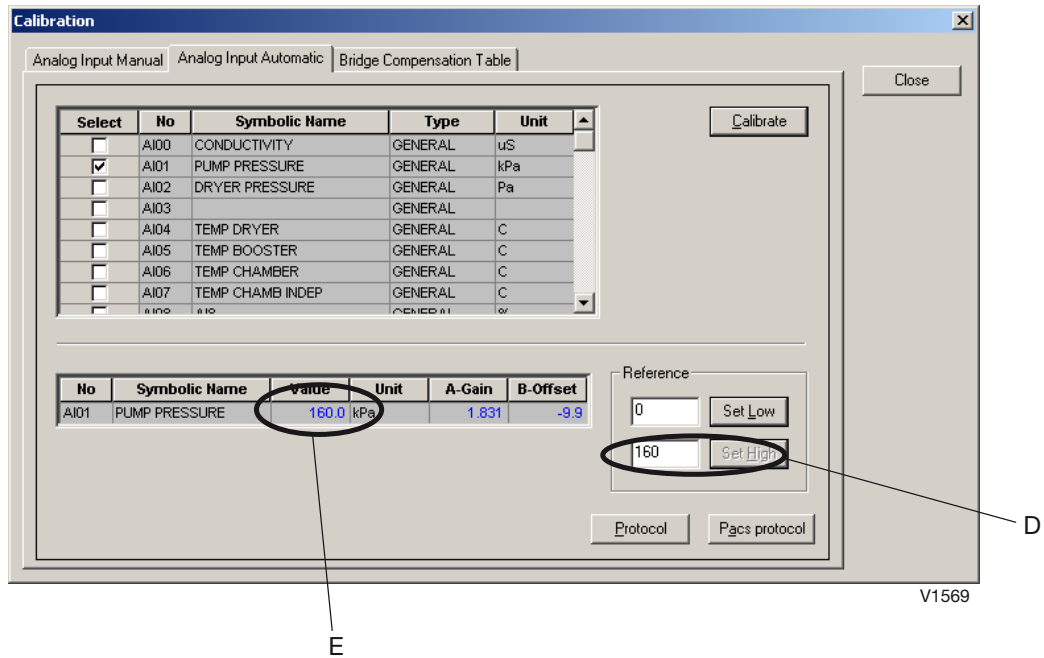 Calibration
Analog Input Manual Analog Input Automatic Bridge Compensation Table
Close
Select No Symbolic Name Type Unit
Calibrate
AI00 CONDUCTIVITY GENERAL uS
AI01 PUMP PRESSURE GENERAL kPa
AI02 DRYER PRESSURE GENERAL Pa
AI03 GENERAL
AI04 TEMP DRYER GENERAL C
AI05 TEMP BOOSTER GENERAL C
AI06 TEMP CHAMBER GENERAL C
AI07 TEMP CHAMB INDEP GENERAL C
Reference
No Symbolic Name Value Unit A-Gain B-Offset
AI01 PUMP PRESSURE 160.0 kPa 1.831 -9.9
0 Set Low
160 Set High
Protocol Pacs protocol
D
V1569
E